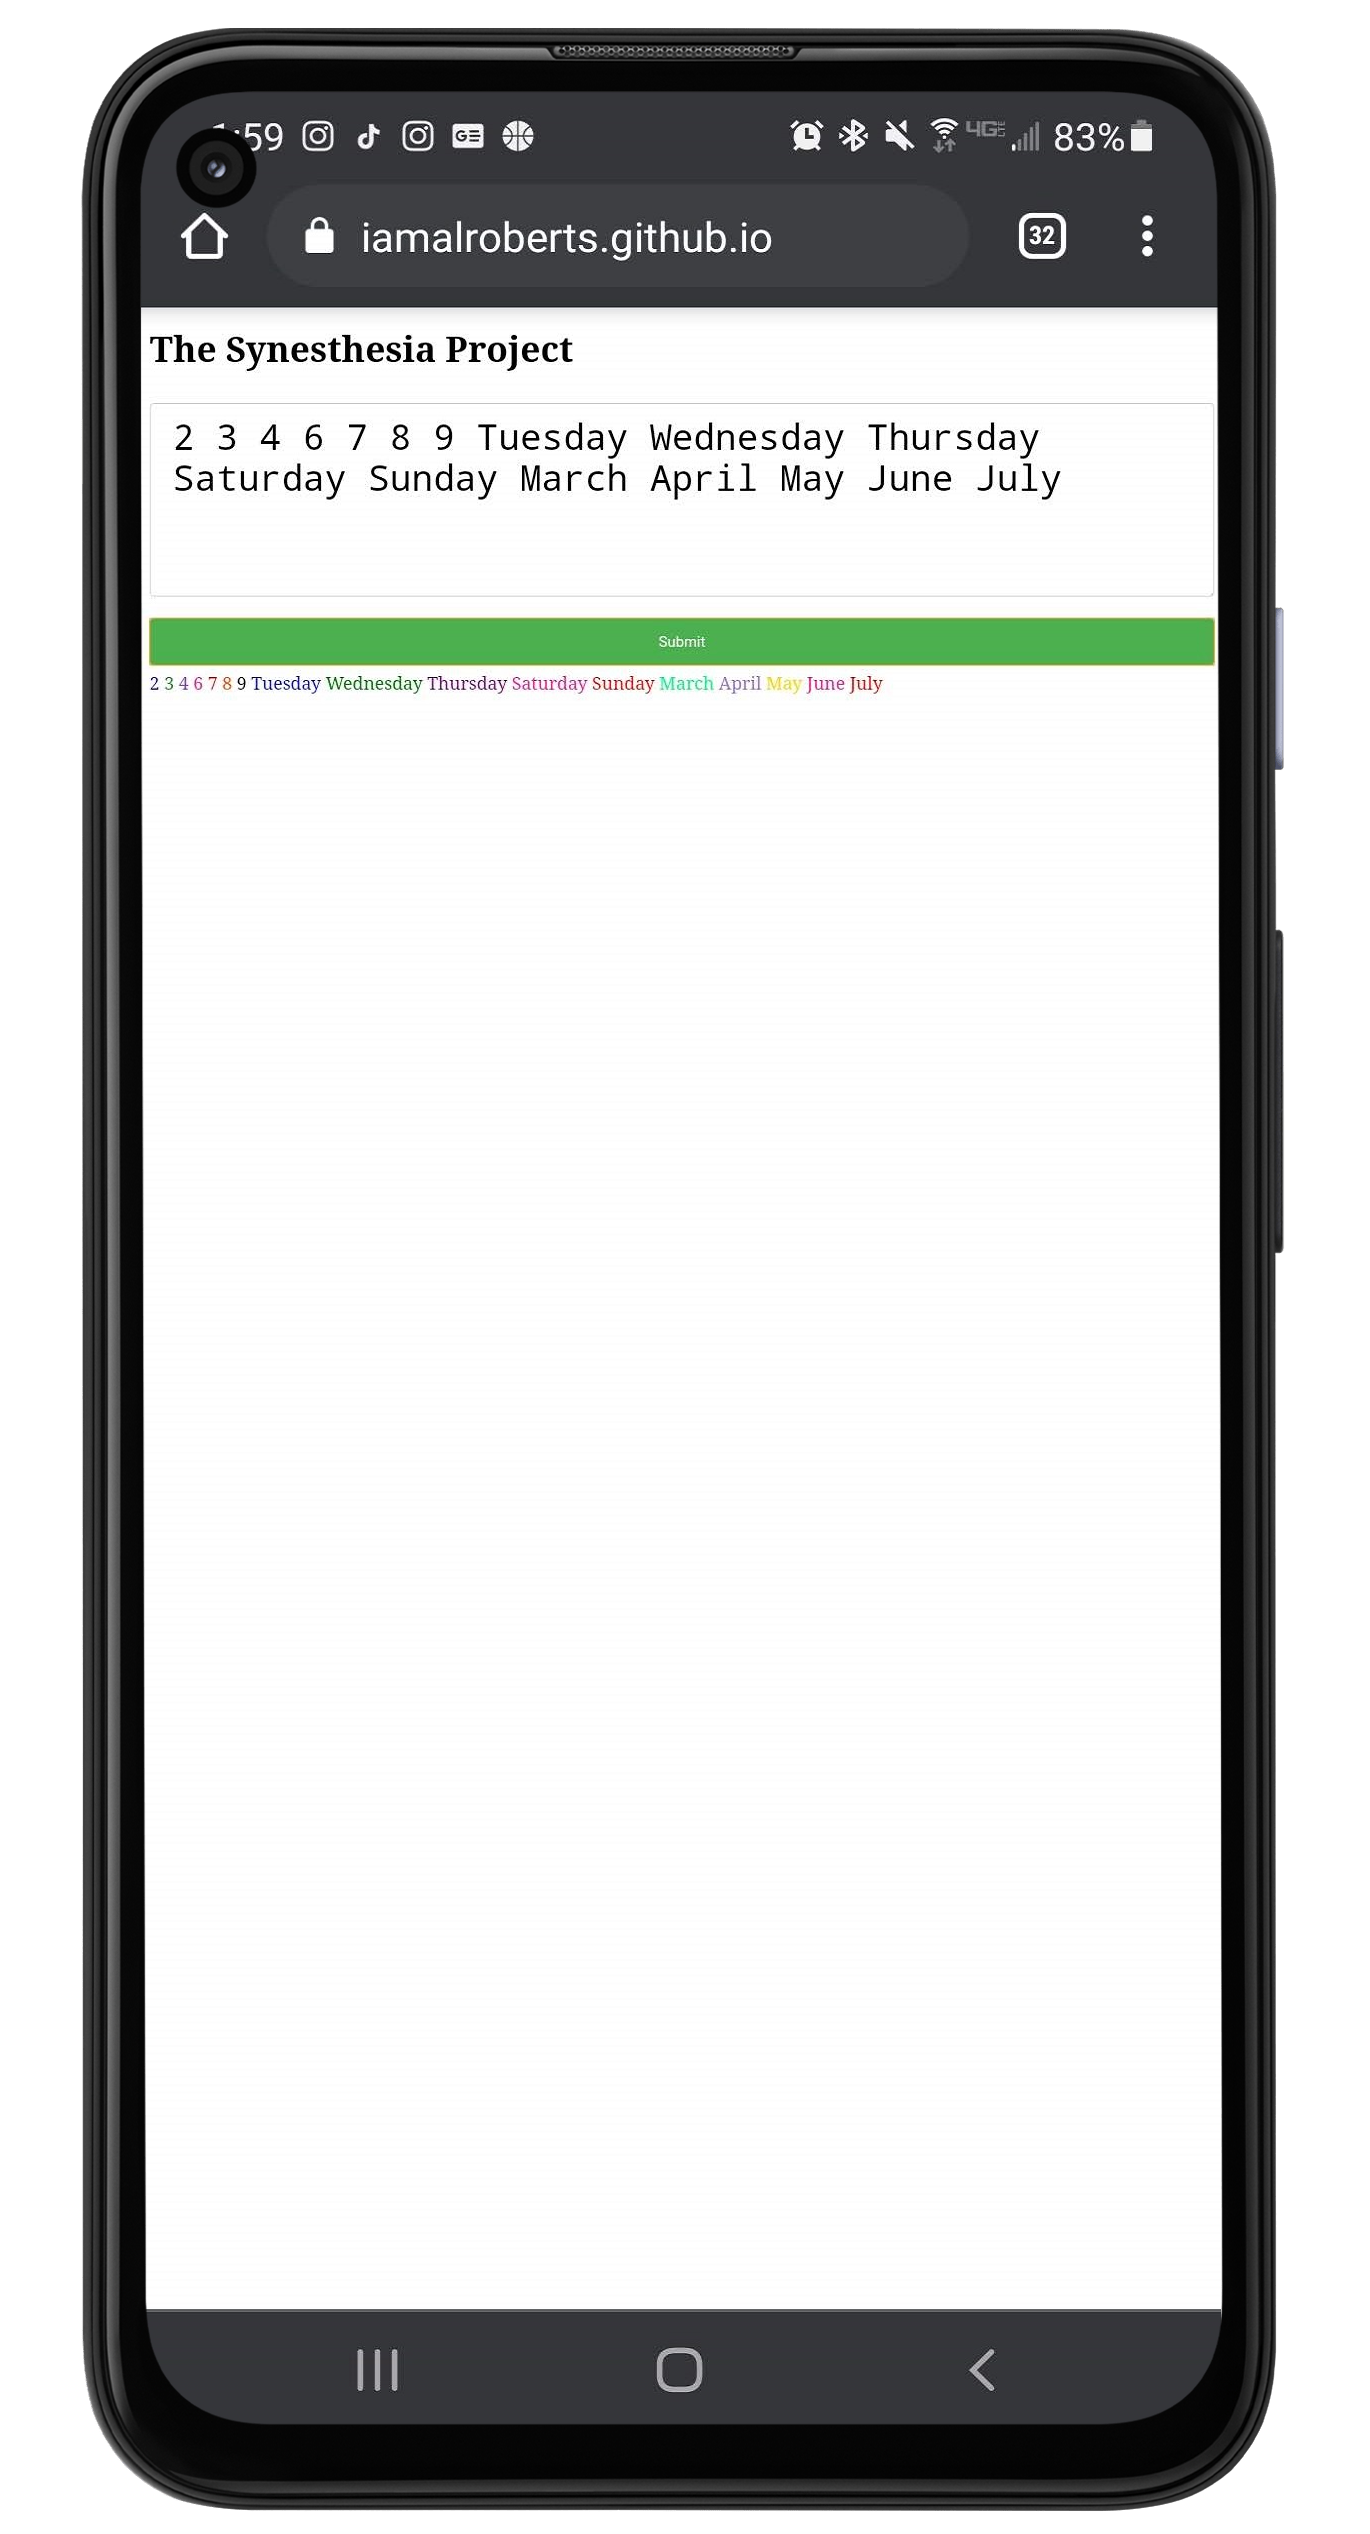 :59 GE 4G LTE 83%
iamalroberts.github.io 32
The Synesthesia Project
2 3 4 6 7 8 9 Tuesday Wednesday Thursday
Saturday Sunday March April May June July
Submit
2 3 4 6 7 8 9 Tuesday Wednesday Thursday Saturday Sunday March April May June July